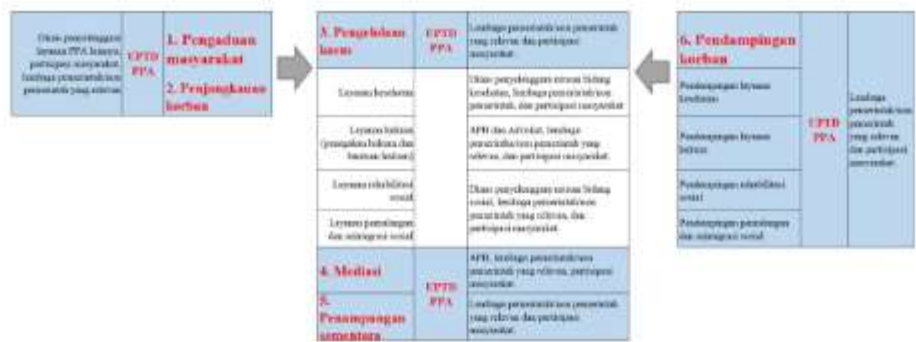 Dinas penyelenggara
layanan PPA lainnya,
partisipasi masyarakat,
lembaga pemerintah/non
pemerintah yang relevan
UPTD
PPA
1. Pengaduan
masyarakat
2. Penjangkauan
korban
3. Pengelolaan
kasus
UPTD
PPA
Lembaga pemerintah/non pemerintah
yang relevan dan partisipasi
masyarakat
Layanan kesehatan
Dinas penyelenggara urusan bidang
kesehatan, lembaga pemerintah/non
pemerintah, dan partisipasi masyarakat
Layanan hukum
(penegakan hukum dan
bantuan hukum)
APH dan Advokat, lembaga
pemerintah/non pemerintah yang
relevan, dan partisipasi masyarakat
Layanan rehabilitasi
sosial
Layanan pemulangan
dan reintegrasi sosial
Dinas penyelenggara urusan bidang
sosial, lembaga pemerintah/non
pemerintah yang relevan, dan
partisipasi masyarakat
4. Mediasi
5.
Penampungan
sementara
UPTD
PPA
APH, lembaga pemerintah/non
pemerintah yang relevan, partisipasi
masyarakat
Lembaga pemerintah/non pemerintah
yang relevan dan partisipasi
masyarakat
6. Pendampingan
korban
Pendampingan layanan
kesehatan
Pendampingan layanan
hukum
Pendampingan rehabilitasi
sosial
Pendampingan pemulangan
dan reintegrasi sosial
UPTD
PPA
Lembaga
pemerintah/non
pemerintah
yang relevan
dan partisipasi
masyarakat